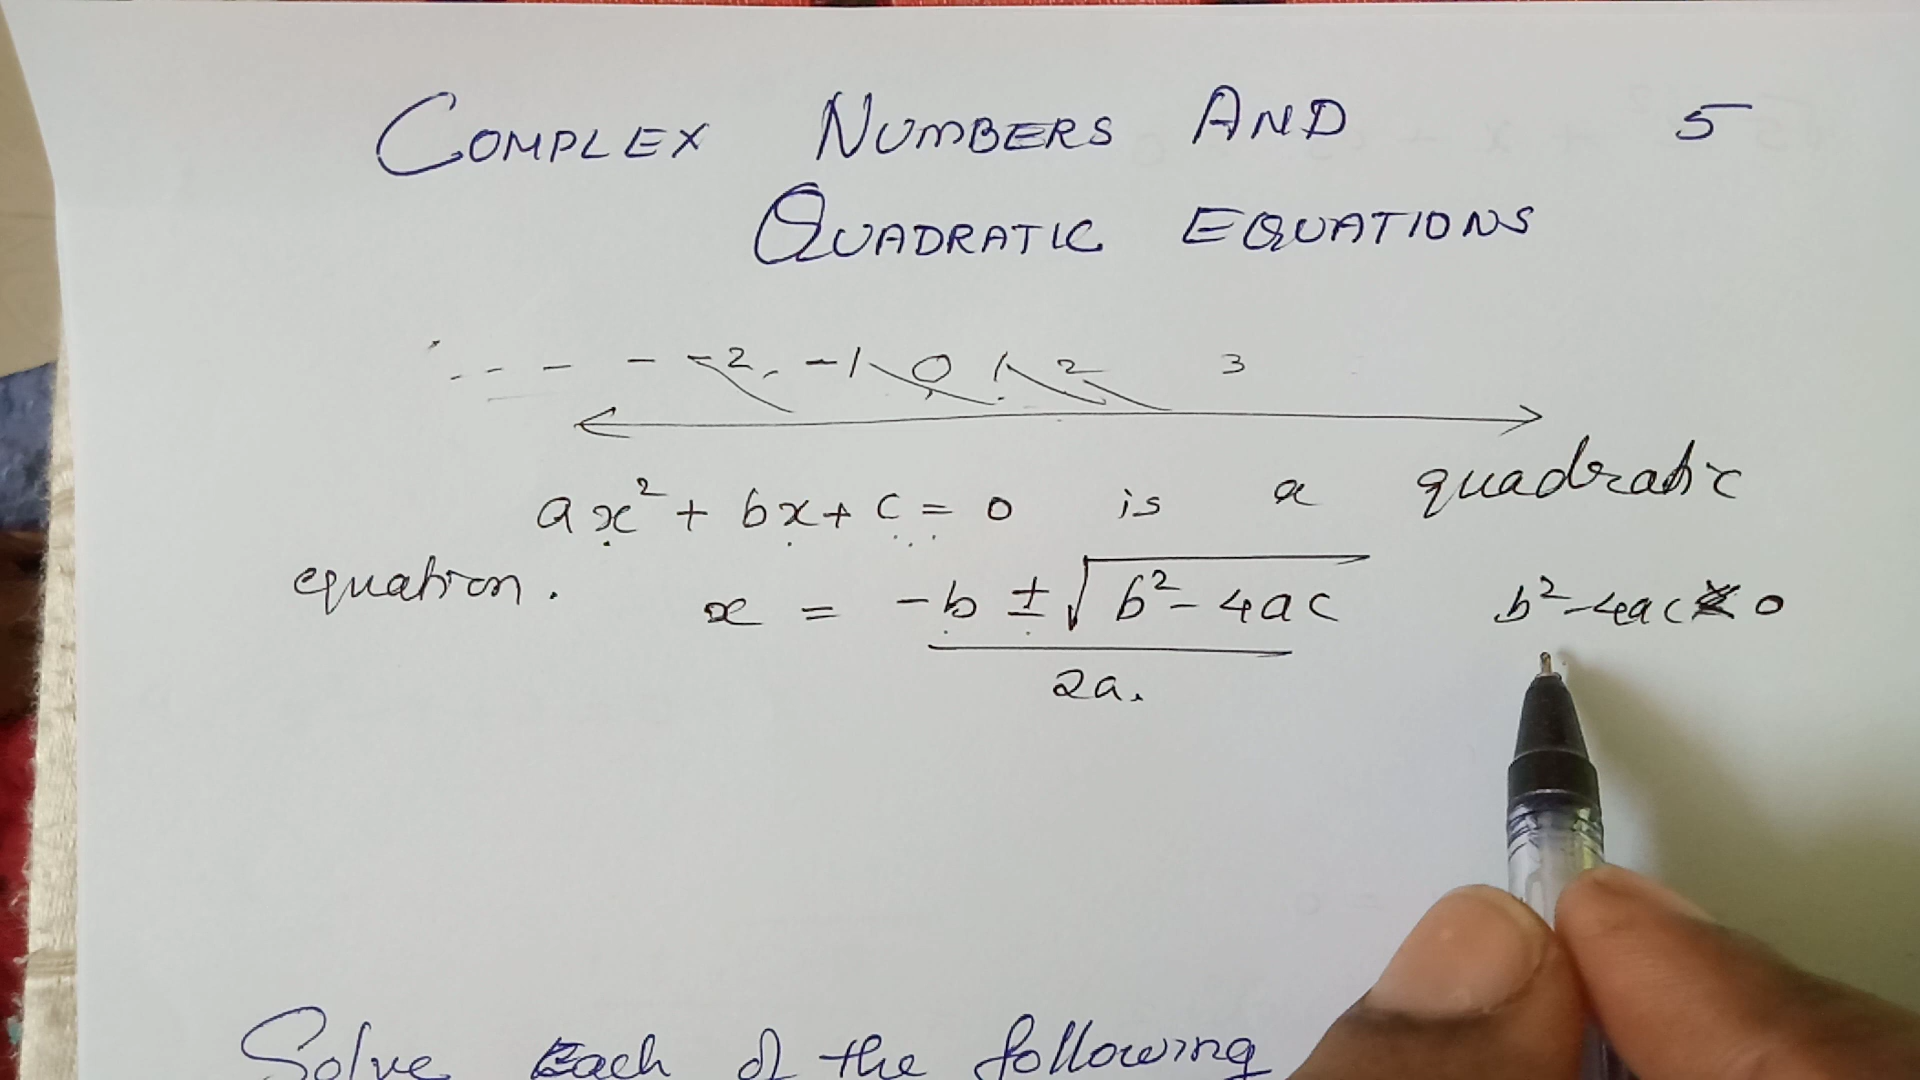 COMPLEX NUMBERS AND 5
QUADRATIC EQUATIONS
- - - - -2, -1 0 1 2 3
ax² + bx + c = 0 is a quadratic
equation. x = -b ± √b² - 4ac b² - 4ac 0
2a.
Solve Each of the following